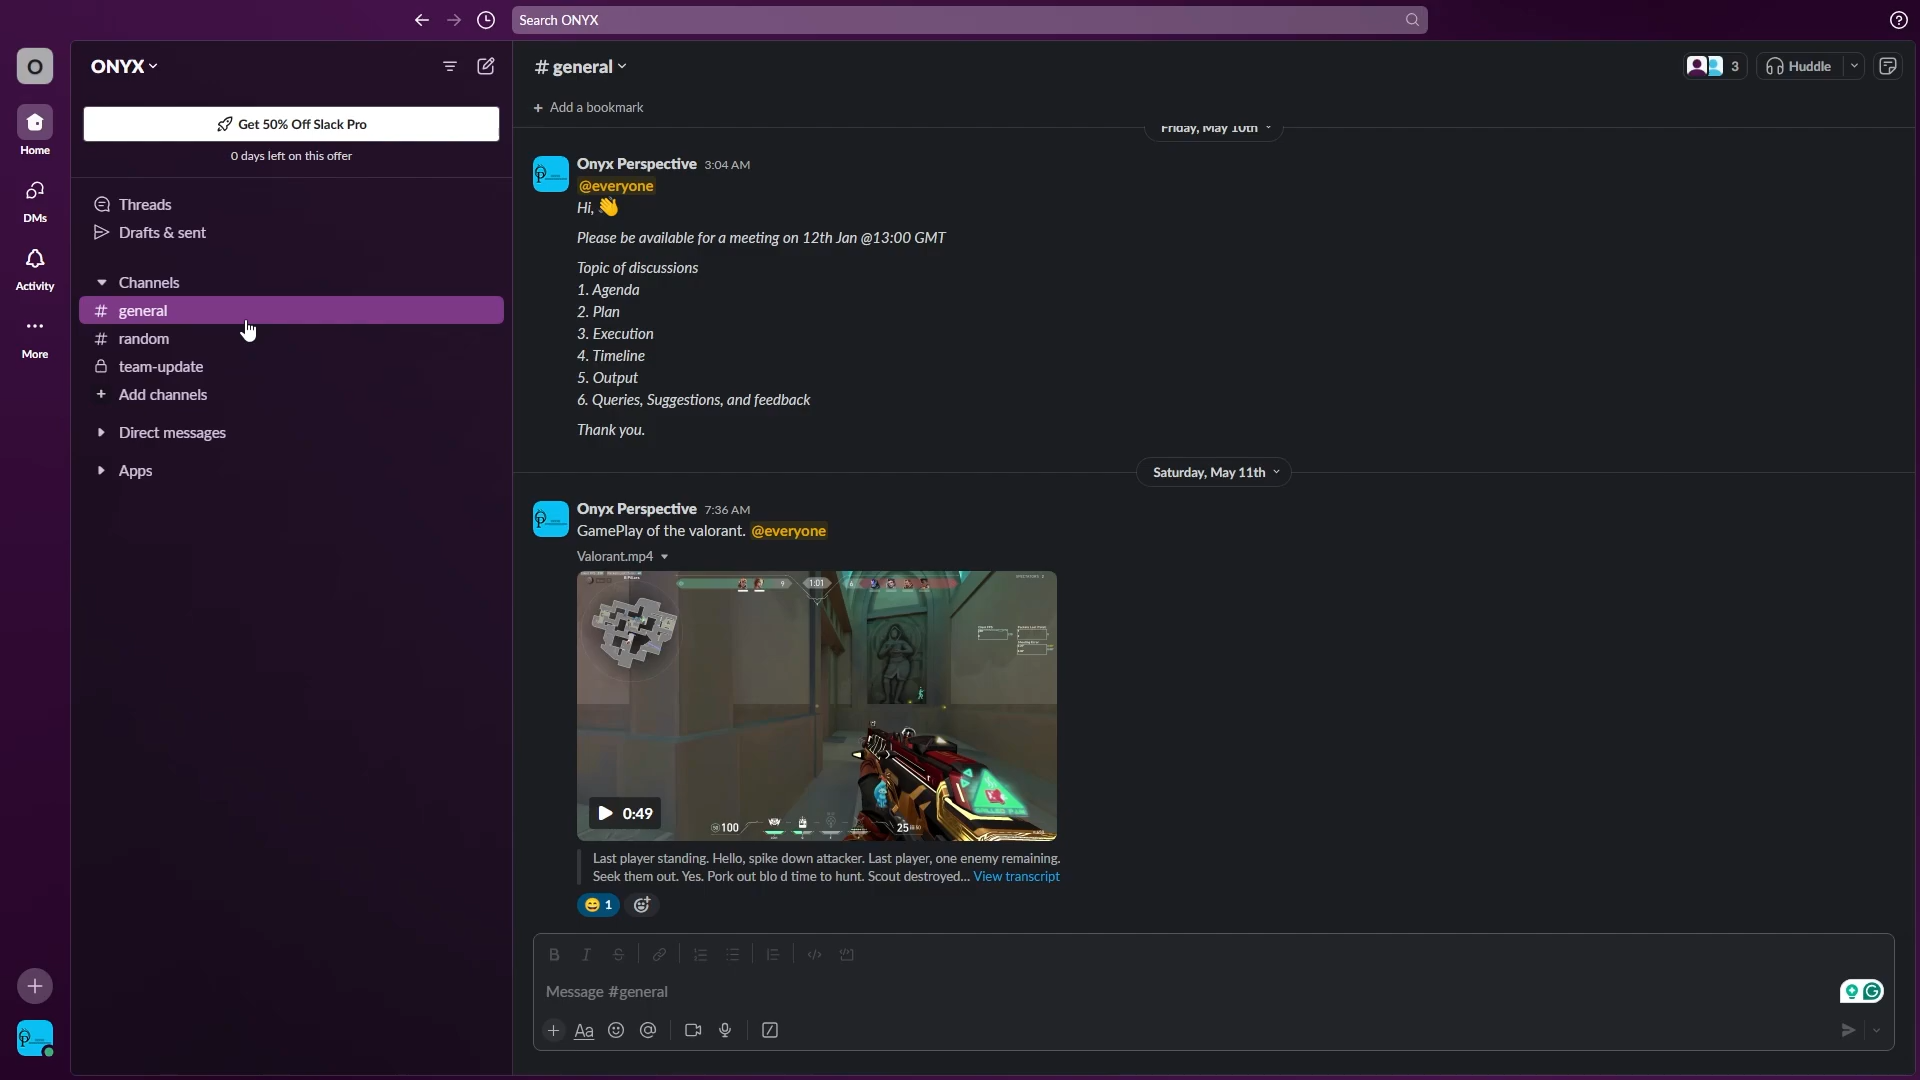 Search ONYX
O
ONYX
# general
3
Huddle
Get 50% Off Slack Pro
0 days left on this offer
+ Add a bookmark
Home
DMs
Activity
More
Threads
Drafts & sent
Channels
# general
# random
team-update
+ Add channels
Direct messages
Apps
Friday, May 10th
Onyx Perspective 3:04 AM
@everyone
Hi, 👋
Please be available for a meeting on 12th Jan @13:00 GMT
Topic of discussions
1. Agenda
2. Plan
3. Execution
4. Timeline
5. Output
6. Queries, Suggestions, and feedback
Thank you.
Saturday, May 11th
Onyx Perspective 7:36 AM
GamePlay of the valorant. @everyone
Valorant.mp4
9 1:01 6
0:49
100
25
Last player standing. Hello, spike down attacker. Last player, one enemy remaining.
Seek them out. Yes. Pork out blo d time to hunt. Scout destroyed... View transcript
😄 1
B I S
Message #general
Aa